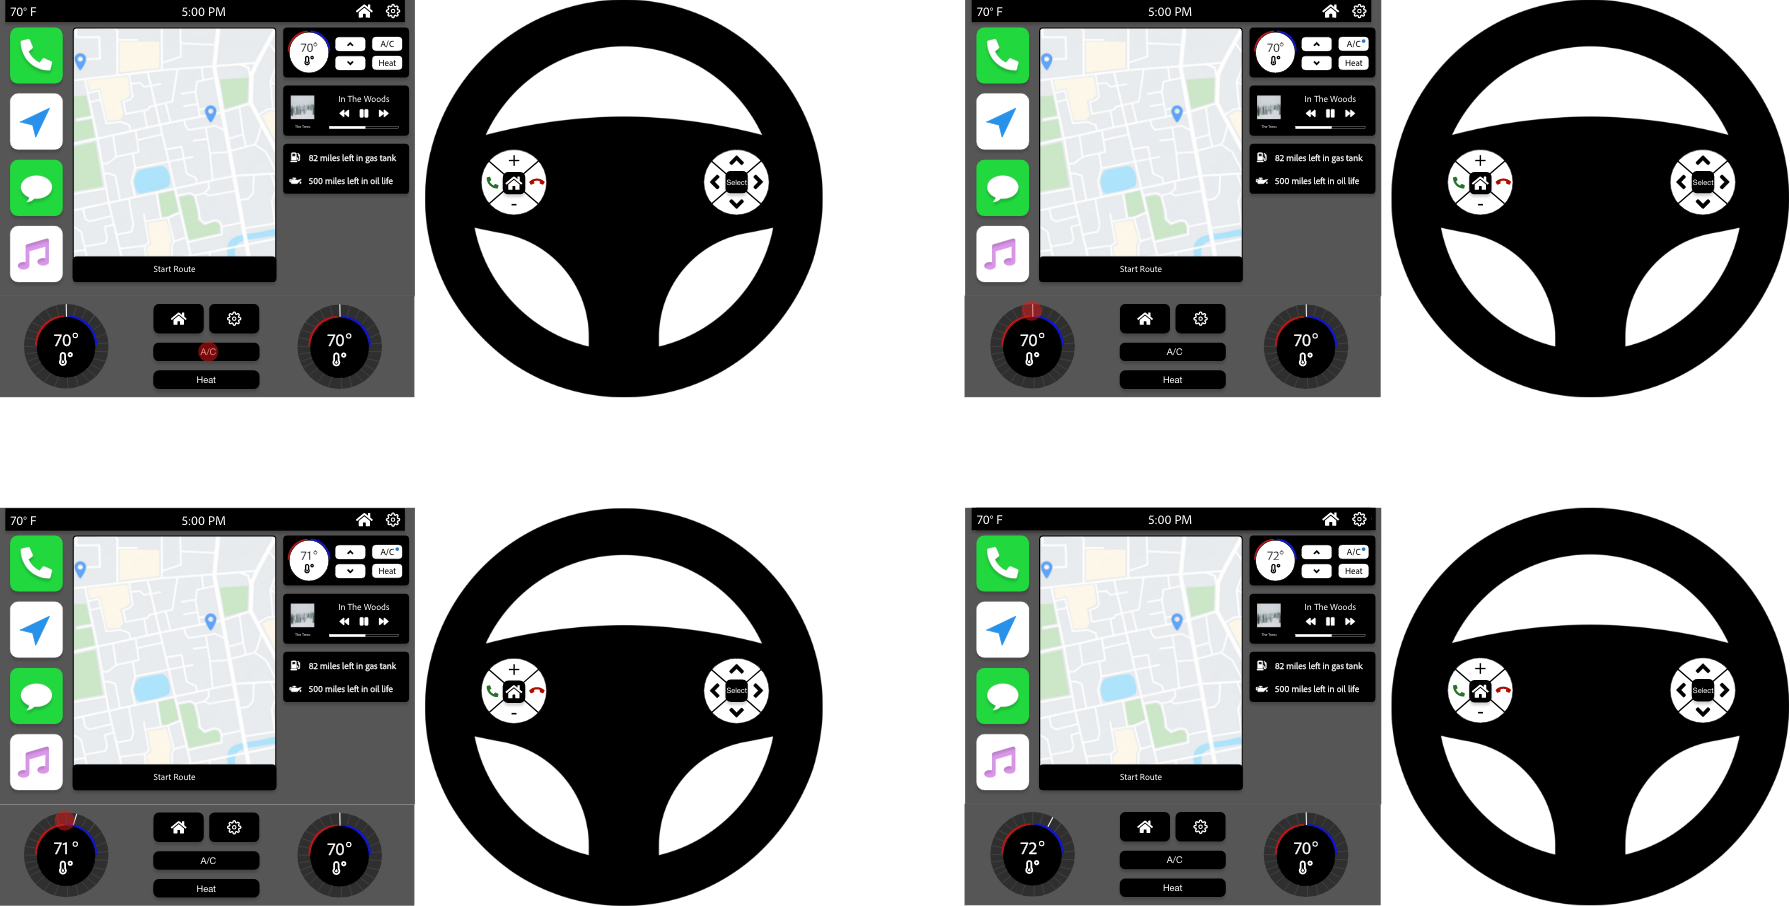 70° F 5:00 PM
70° A/C
Heat
In The Woods
The Trees
82 miles left in gas tank
500 miles left in oil life
Start Route
70°
A/C
Heat
70°
+
-
Select
70° F 5:00 PM
70° A/C
Heat
In The Woods
82 miles left in gas tank
500 miles left in oil life
Start Route
70°
A/C
Heat
70°
+
-
Select
70° F 5:00 PM
71° A/C
Heat
In The Woods
The Trees
82 miles left in gas tank
500 miles left in oil life
Start Route
71°
A/C
Heat
70°
+
-
Select
70° F 5:00 PM
72° A/C
Heat
In The Woods
82 miles left in gas tank
500 miles left in oil life
Start Route
72°
A/C
Heat
70°
+
-
Select